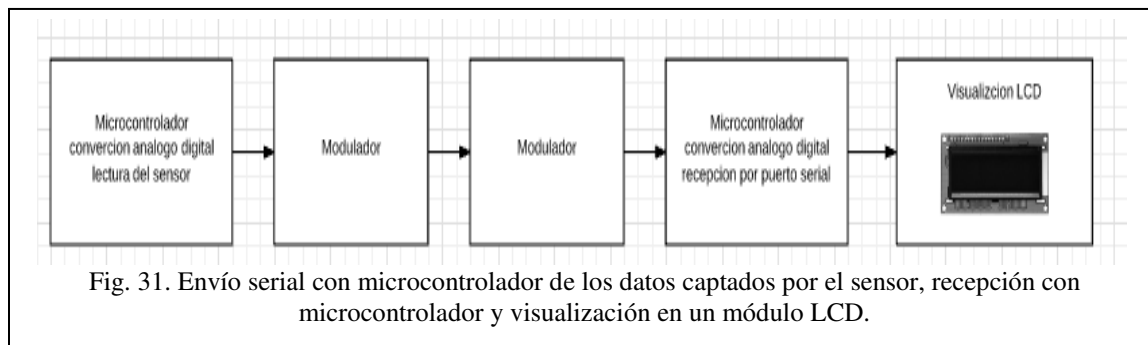 Microcontrolador
convercion analogo digital
lectura del sensor
Modulador
Modulador
Microcontrolador
convercion analogo digital
recepcion por puerto serial
Visualizcion LCD
Fig. 31. Envío serial con microcontrolador de los datos captados por el sensor, recepción con
microcontrolador y visualización en un módulo LCD.